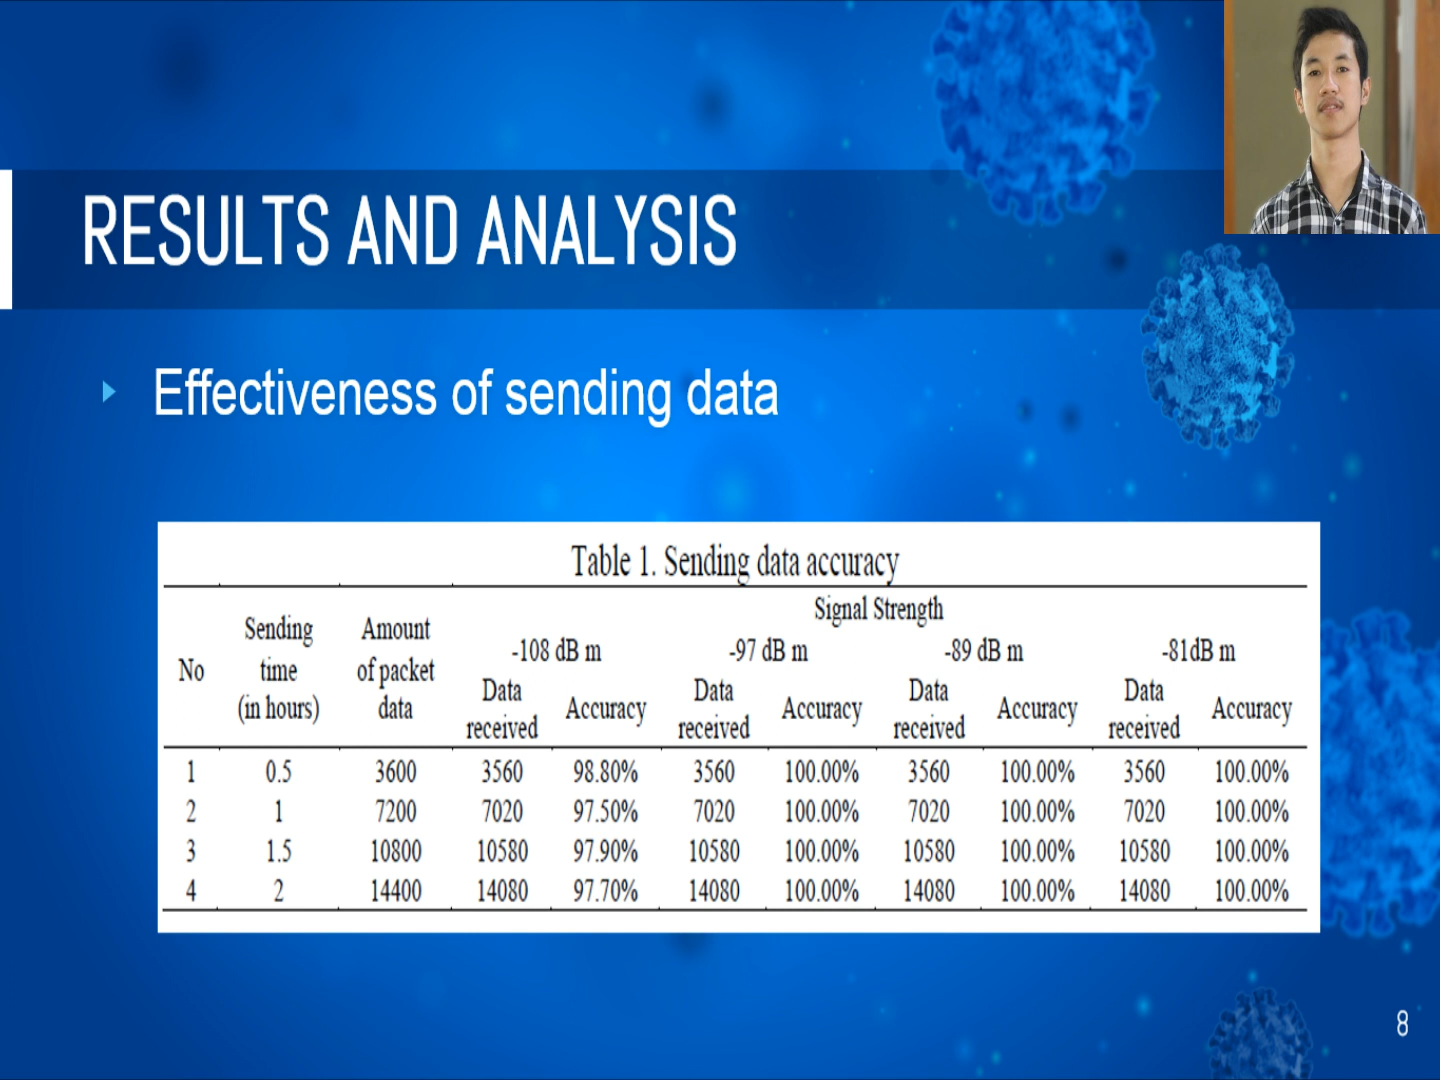 RESULTS AND ANALYSIS
Effectiveness of sending data
Table 1. Sending data accuracy
No Sending time (in hours) Amount of packet data Signal Strength
-108 dB m -97 dB m -89 dB m -81dB m
Data received Accuracy Data received Accuracy Data received Accuracy Data received Accuracy
1 0.5 3600 3560 98.80% 3560 100.00% 3560 100.00% 3560 100.00%
2 1 7200 7020 97.50% 7020 100.00% 7020 100.00% 7020 100.00%
3 1.5 10800 10580 97.90% 10580 100.00% 10580 100.00% 10580 100.00%
4 2 14400 14080 97.70% 14080 100.00% 14080 100.00% 14080 100.00%
8